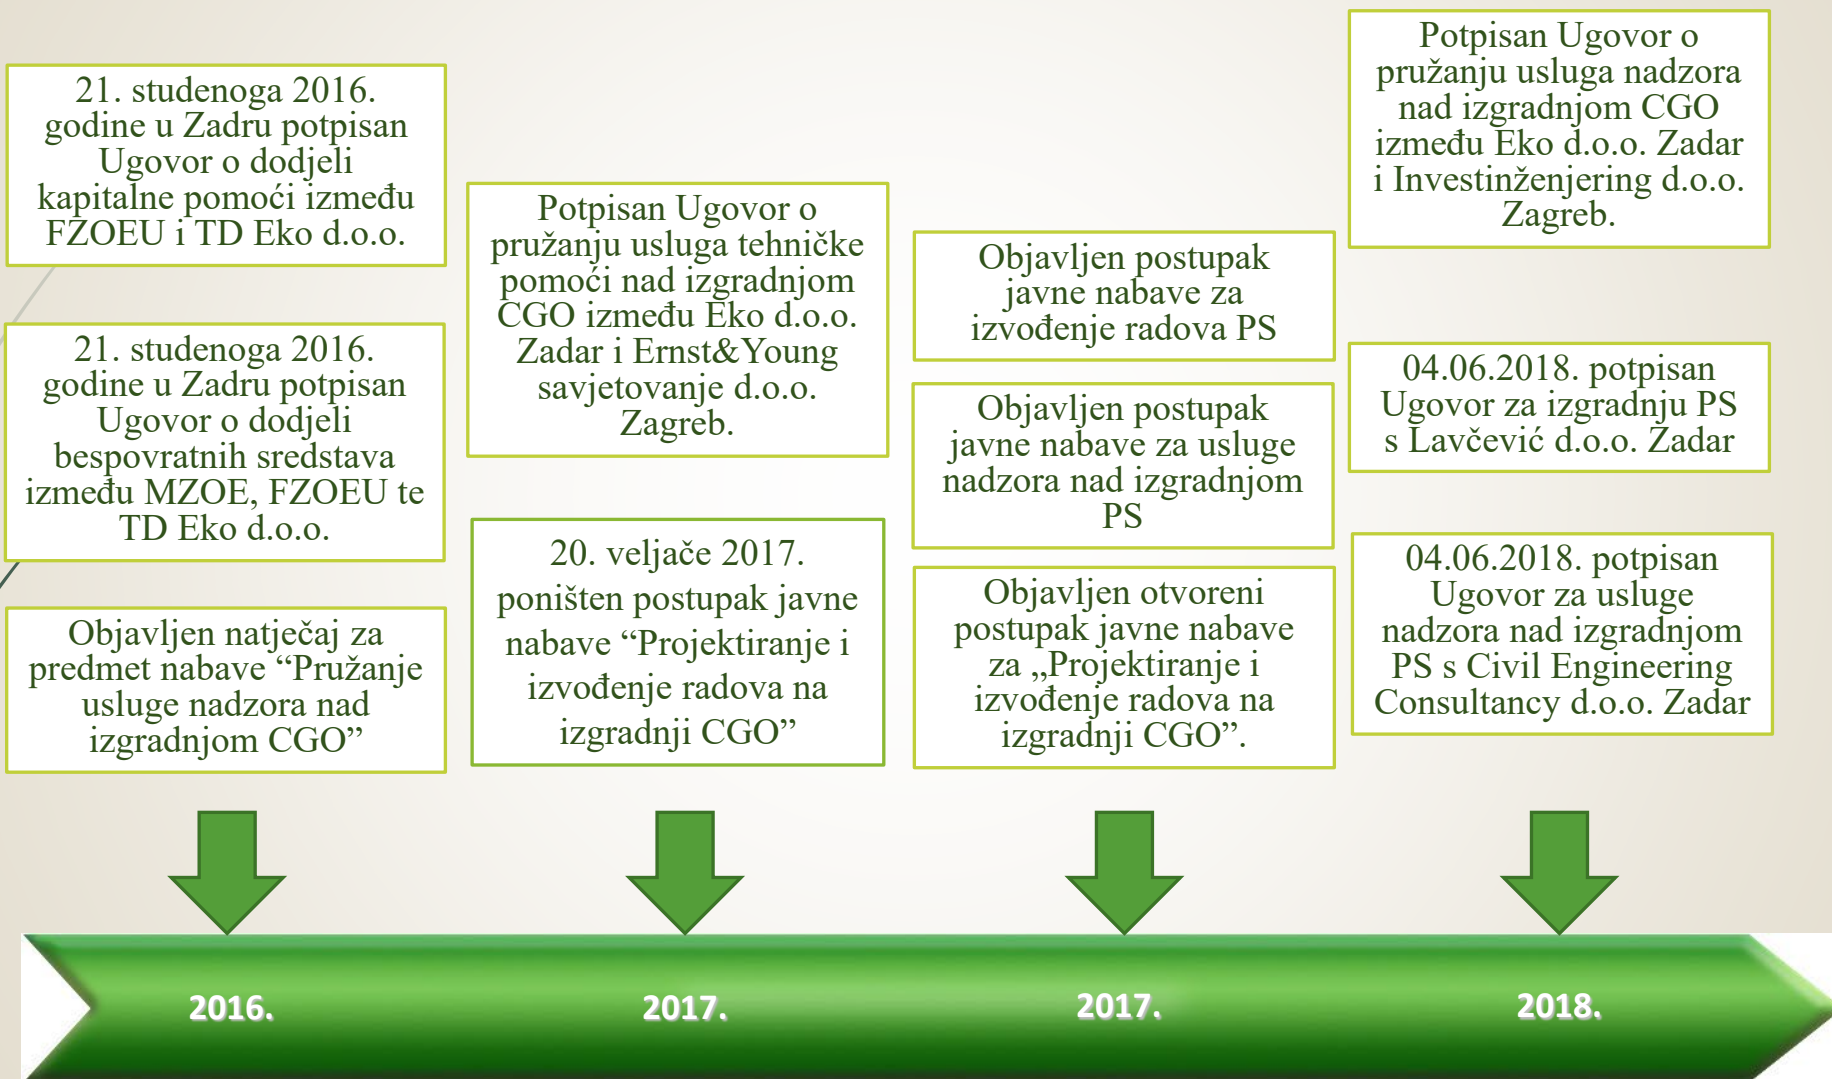 21. studenoga 2016.
godine u Zadru potpisan
Ugovor o dodjeli
kapitalne pomoći između
FZOEU i TD Eko d.o.o.
21. studenoga 2016.
godine u Zadru potpisan
Ugovor o dodjeli
bespovratnih sredstava
između MZOE, FZOEU te
TD Eko d.o.o.
Objavljen natječaj za
predmet nabave “Pružanje
usluge nadzora nad
izgradnjom CGO”
Potpisan Ugovor o
pružanju usluga tehničke
pomoći nad izgradnjom
CGO između Eko d.o.o.
Zadar i Ernst&Young
savjetovanje d.o.o.
Zagreb.
20. veljače 2017.
poništen postupak javne
nabave “Projektiranje i
izvođenje radova na
izgradnji CGO”
Objavljen postupak
javne nabave za
izvođenje radova PS
Objavljen postupak
javne nabave za usluge
nadzora nad izgradnjom
PS
Objavljen otvoreni
postupak javne nabave
za „Projektiranje i
izvođenje radova na
izgradnji CGO”.
Potpisan Ugovor o
pružanju usluga nadzora
nad izgradnjom CGO
između Eko d.o.o. Zadar
i Investinženjering d.o.o.
Zagreb.
04.06.2018. potpisan
Ugovor za izgradnju PS
s Lavčević d.o.o. Zadar
04.06.2018. potpisan
Ugovor za usluge
nadzora nad izgradnjom
PS s Civil Engineering
Consultancy d.o.o. Zadar
2016.
2017.
2017.
2018.